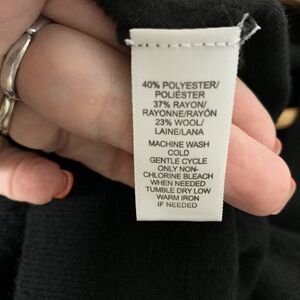 40% POLYESTER/
POLIÉSTER
37% RAYON/
RAYONNE/RAYÓN
23% WOOL/
LAINE/LANA
MACHINE WASH
COLD
GENTLE CYCLE
ONLY NON-
CHLORINE BLEACH
WHEN NEEDED
TUMBLE DRY LOW
WARM IRON
IF NEEDED